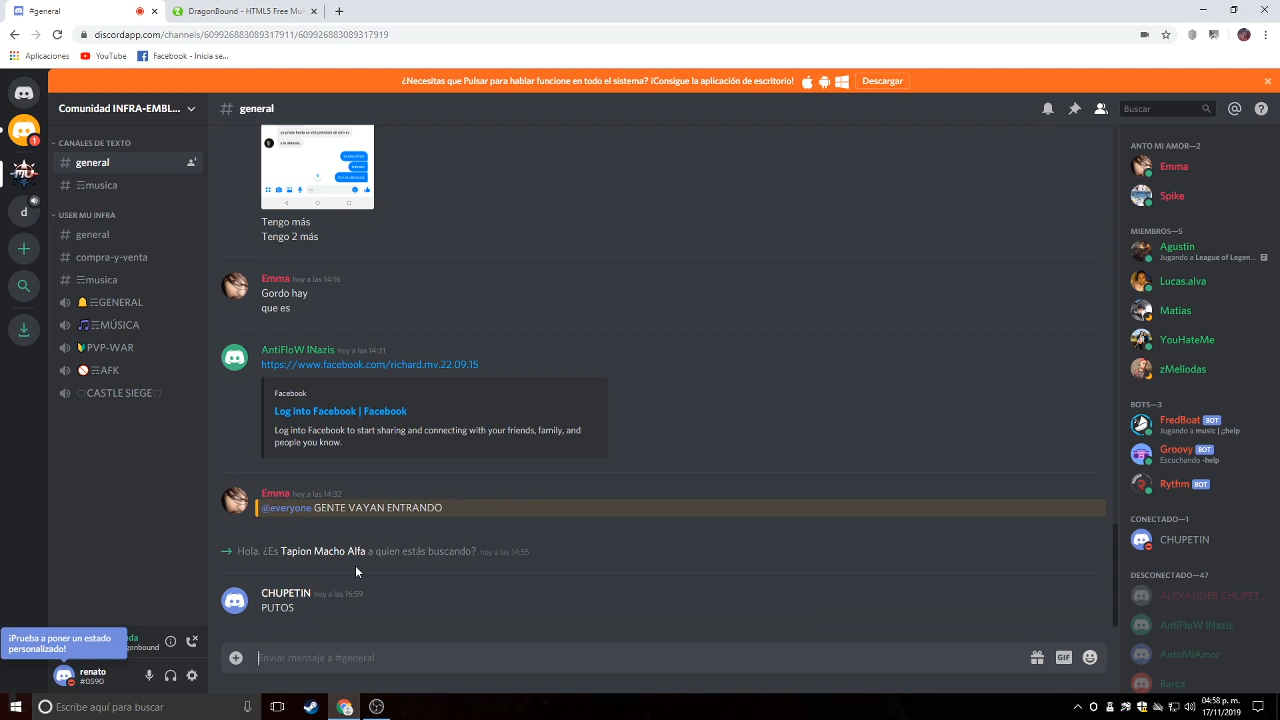 #general
DragonBound - HTML5 Free Mul
discordapp.com/channels/609926883089317911/609926883089317919
Aplicaciones
YouTube
Facebook - Inicia se...
¿Necesitas que Pulsar para hablar funcione en todo el sistema? ¡Consigue la aplicación de escritorio!
Descargar
Comunidad INFRA-EMBL...
general
Buscar
1
d
CANALES DE TEXTO
general
☰musica
USER MU INFRA
general
compra-y-venta
☰musica
🔔☰GENERAL
🎵☰MÚSICA
🔰PVP-WAR
🚫☰AFK
♡CASTLE SIEGE♡
¡Prueba a poner un estado
personalizado!
renato
#0590
Tengo más
Tengo 2 más
Emma hoy a las 14:16
Gordo hay
que es
AntiFloW lNazis hoy a las 14:21
https://www.facebook.com/richard.mv.22.09.15
Facebook
Log into Facebook | Facebook
Log into Facebook to start sharing and connecting with your friends, family, and
people you know.
Emma hoy a las 14:32
@everyone GENTE VAYAN ENTRANDO
Hola. ¿Es Tapion Macho Alfa a quien estás buscando? hoy a las 14:55
CHUPETIN hoy a las 16:59
PUTOS
Enviar mensaje a #general
GIF
ANTO MI AMOR—2
Emma
Spike
MIEMBROS—5
Agustin
Jugando a League of Legen...
Lucas.alva
Matias
YouHateMe
zMeliodas
BOTS—3
FredBoat BOT
Jugando a music | ;;help
Groovy BOT
Escuchando -help
Rythm BOT
CONECTADO—1
CHUPETIN
DESCONECTADO—47
ALEXANDER CHUPET...
AntiFloW lNazis
AntoMiAmor
Barca
Escribe aquí para buscar
04:58 p. m.
17/11/2019